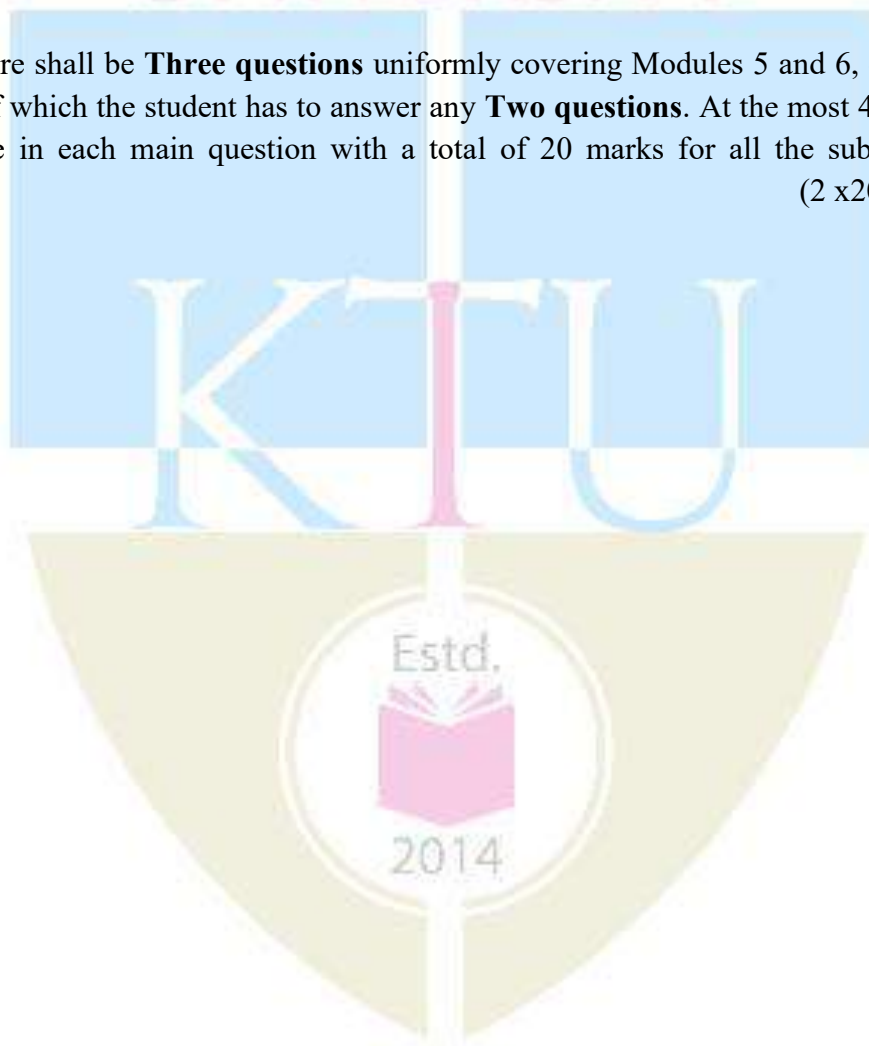 re shall be Three questions uniformly covering Modules 5 and 6,
which the student has to answer any Two questions. At the most 4
in each main question with a total of 20 marks for all the sub
(2 x2
KTU
Estd.
2014